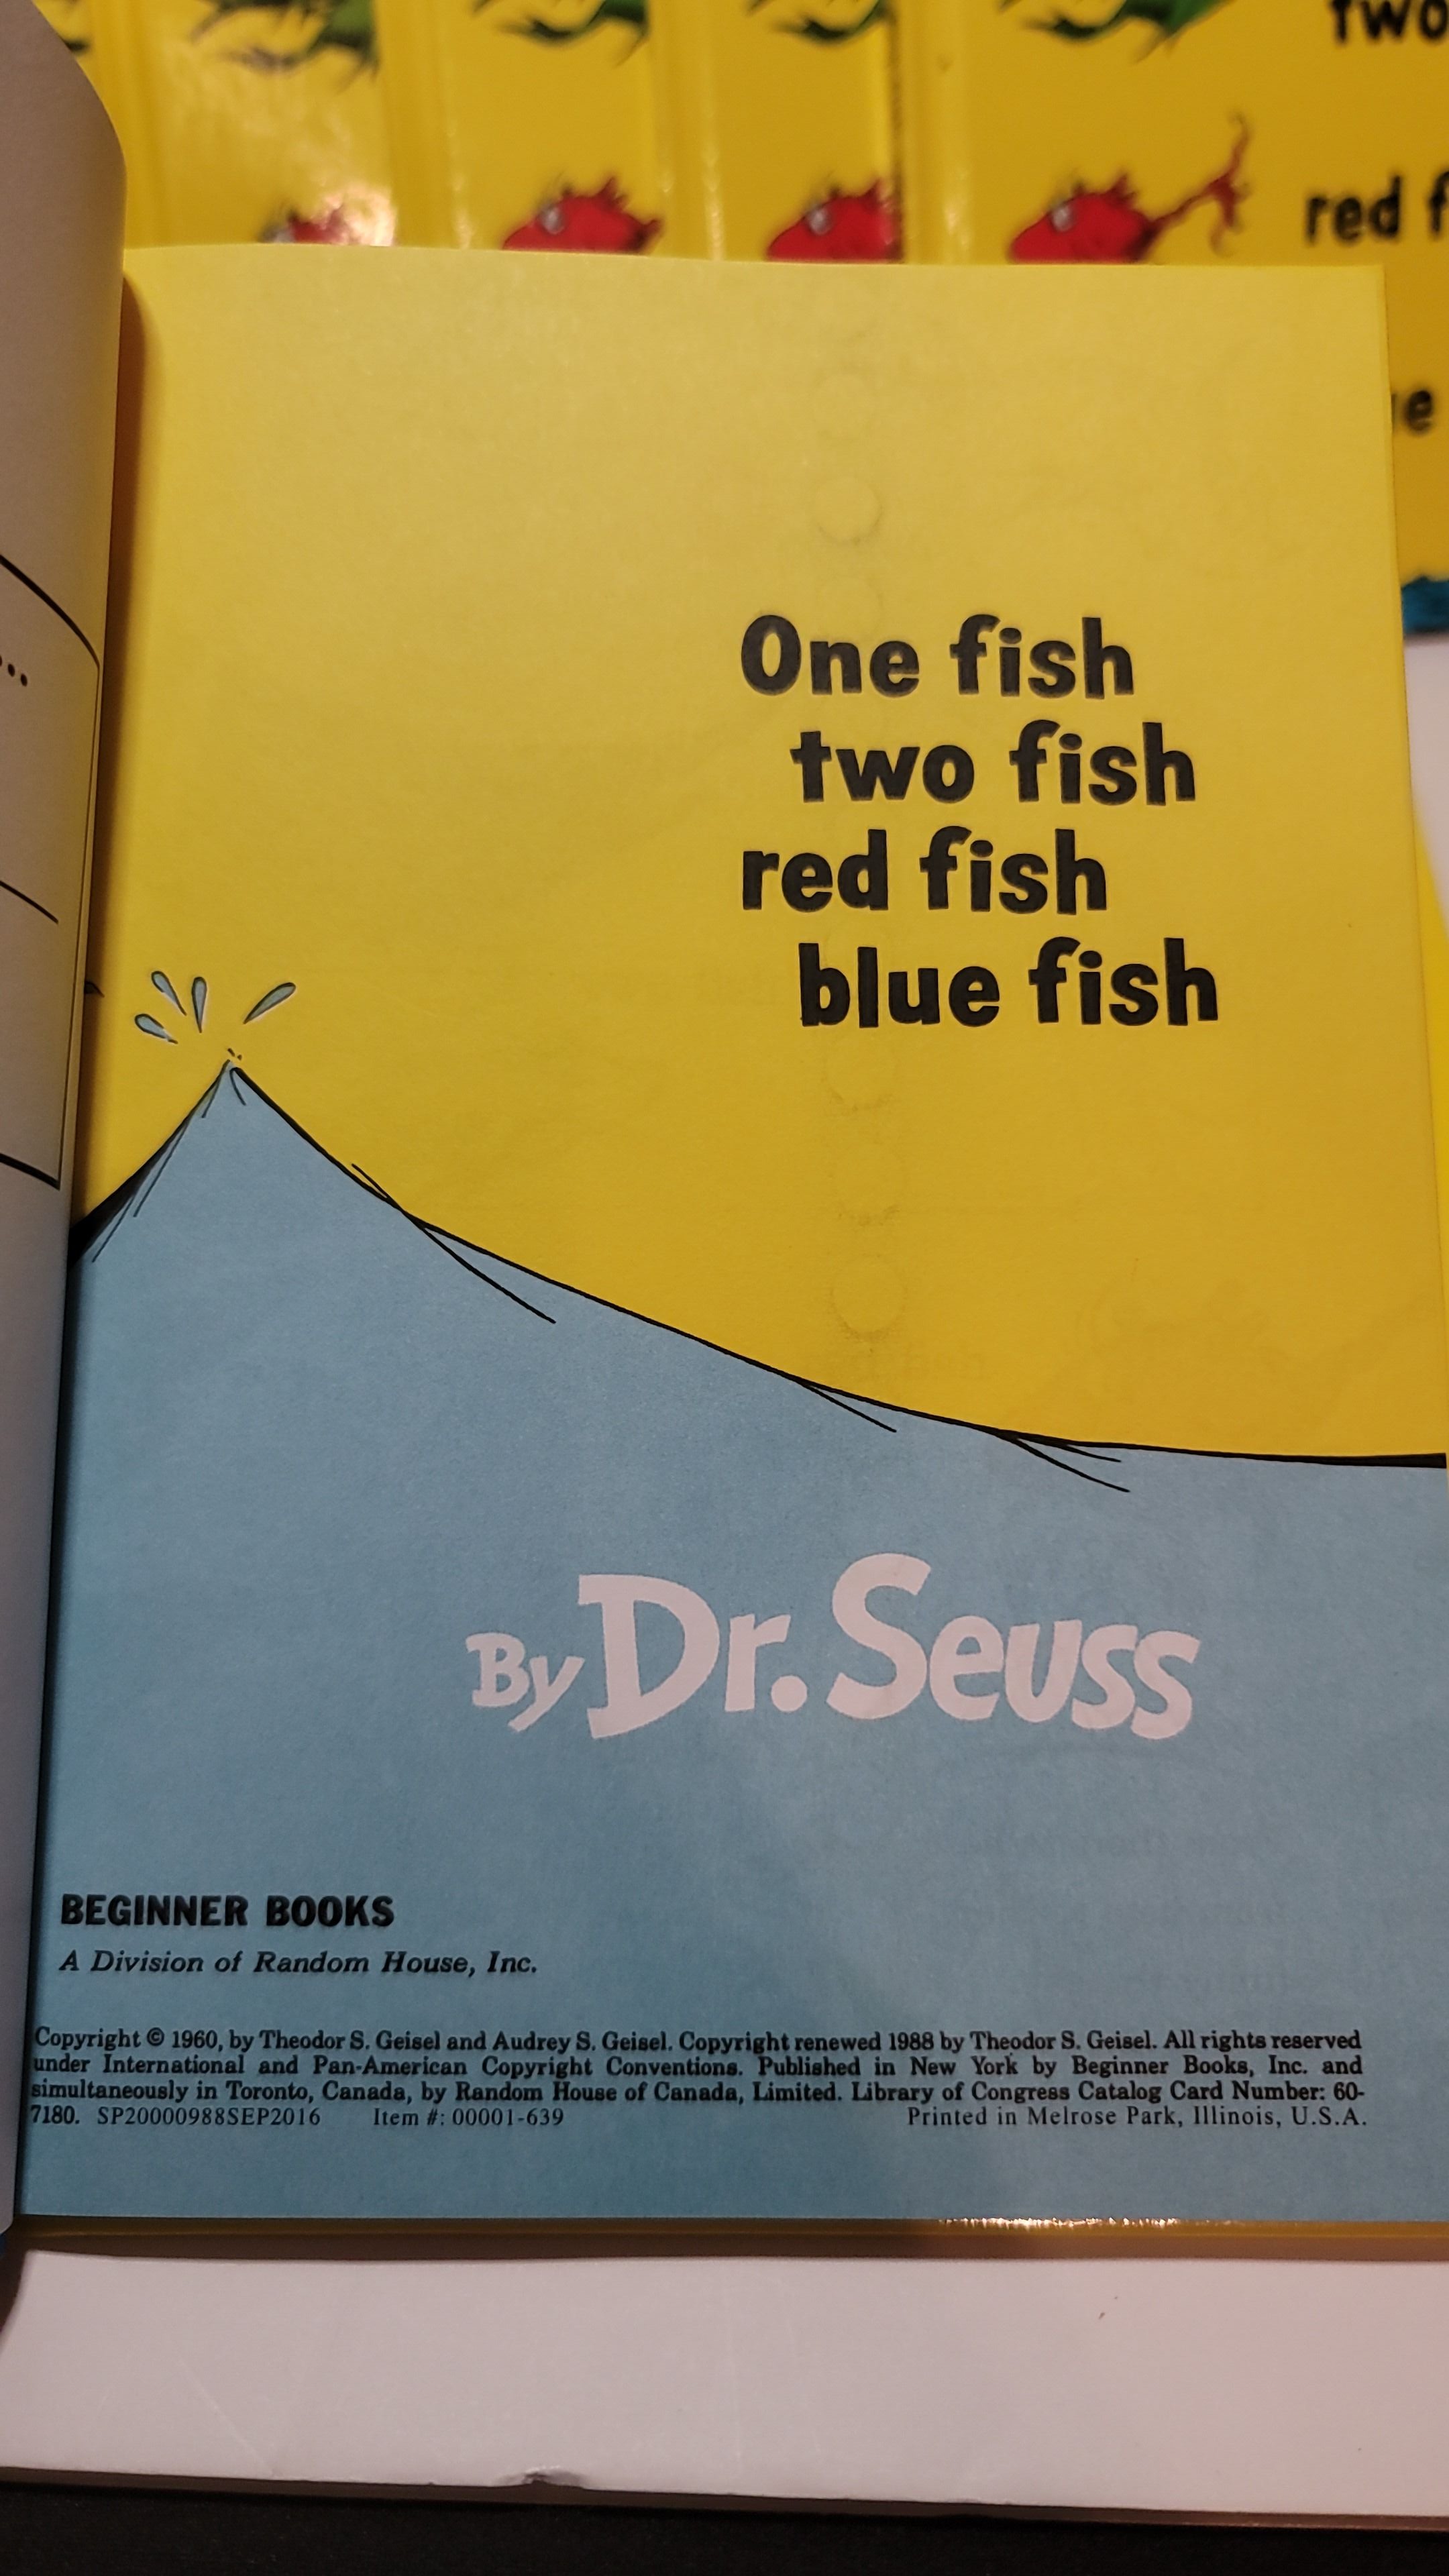 two
red f
e
...
One fish
two fish
red fish
blue fish
By Dr. Seuss
BEGINNER BOOKS
A Division of Random House, Inc.
Copyright © 1960, by Theodor S. Geisel and Audrey S. Geisel. Copyright renewed 1988 by Theodor S. Geisel. All rights reserved
under International and Pan-American Copyright Conventions. Published in New York by Beginner Books, Inc. and
simultaneously in Toronto, Canada, by Random House of Canada, Limited. Library of Congress Catalog Card Number: 60-
7180. SP20000988SEP2016 Item #: 00001-639 Printed in Melrose Park, Illinois, U.S.A.